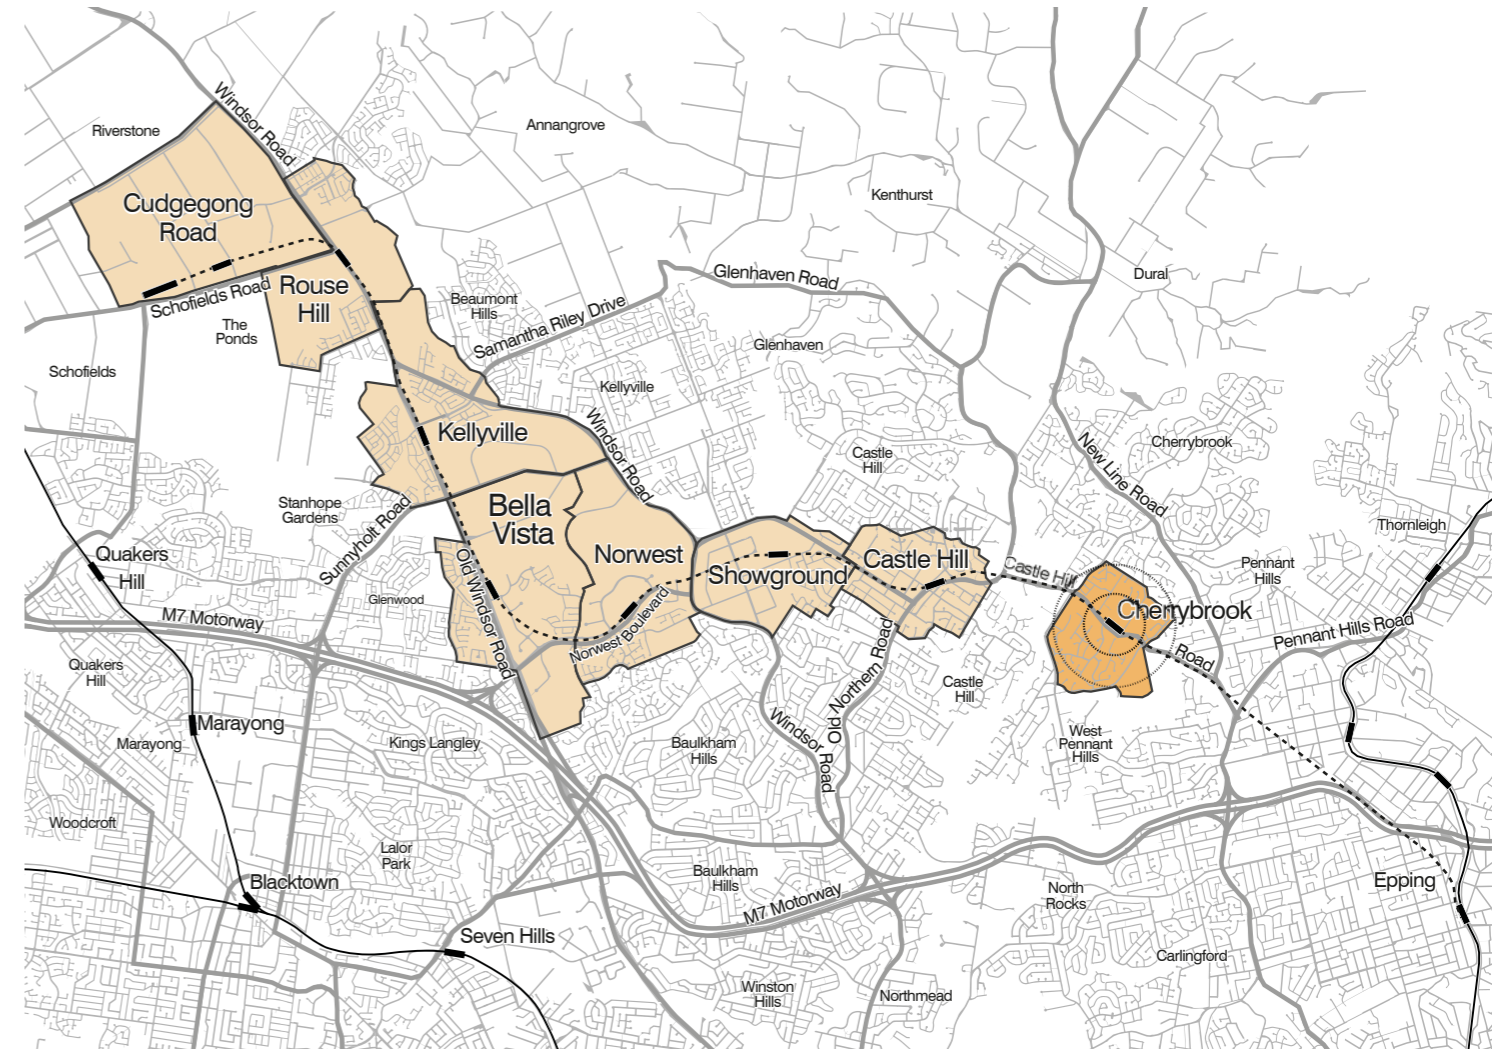 Windsor Road
Riverstone
Annangrove
Kenthurst
Cudgegong
Road
Dural
Glenhaven Road
Rouse
Hill
Schofields Road
Beaumont
Hills
Samantha Riley Drive
The
Ponds
Glenhaven
Schofields
Kellyville
Kellyville
Windsor Road
New Line Road
Cherrybrook
Castle
Hill
Stanhope
Gardens
Bella
Vista
Sunnyholt Road
Thornleigh
Quakers
Hill
Norwest
Showground
Castle Hill
Castle Hill
Pennant
Hills
Old Windsor Road
Glenwood
Norwest Boulevard
Cherrybrook
M7 Motorway
Pennant Hills Road
Road
Quakers
Hill
Old Northern Road
Castle
Hill
Marayong
Marayong
Kings Langley
Baulkham
Hills
Windsor Road
West
Pennant
Hills
Woodcroft
Lalor
Park
Blacktown
Baulkham
Hills
M7 Motorway
North
Rocks
Epping
Seven Hills
Carlingford
Winston
Hills
Northmead